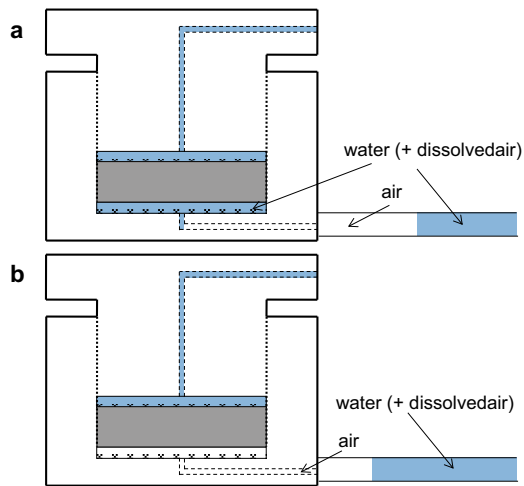 a
water (+ dissolvedair)
air
b
water (+ dissolvedair)
air